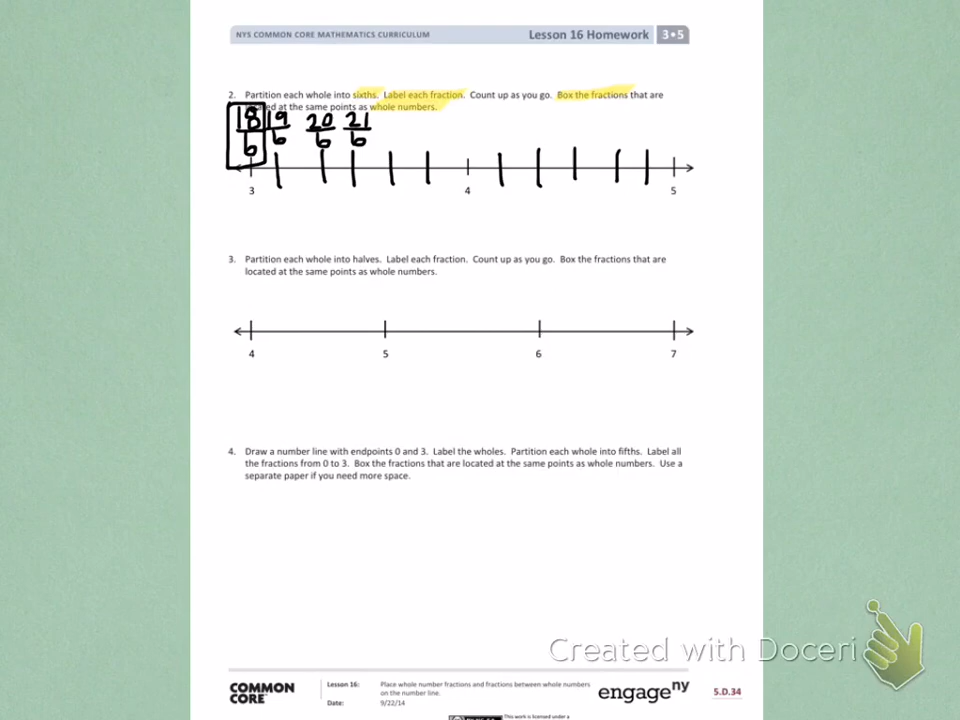 NYS COMMON CORE MATHEMATICS CURRICULUM Lesson 16 Homework 3•5
2. Partition each whole into sixths. Label each fraction. Count up as you go. Box the fractions that are
located at the same points as whole numbers.
18/6 19/6 20/6 21/6
3 4 5
3. Partition each whole into halves. Label each fraction. Count up as you go. Box the fractions that are
located at the same points as whole numbers.
4 5 6 7
4. Draw a number line with endpoints 0 and 3. Label the wholes. Partition each whole into fifths. Label all
the fractions from 0 to 3. Box the fractions that are located at the same points as whole numbers. Use a
separate paper if you need more space.
Created with Doceri
COMMON CORE
Lesson 16: Place whole number fractions and fractions between whole numbers
on the number line.
Date: 9/22/14
engage ny
5.D.34
This work is licensed under a